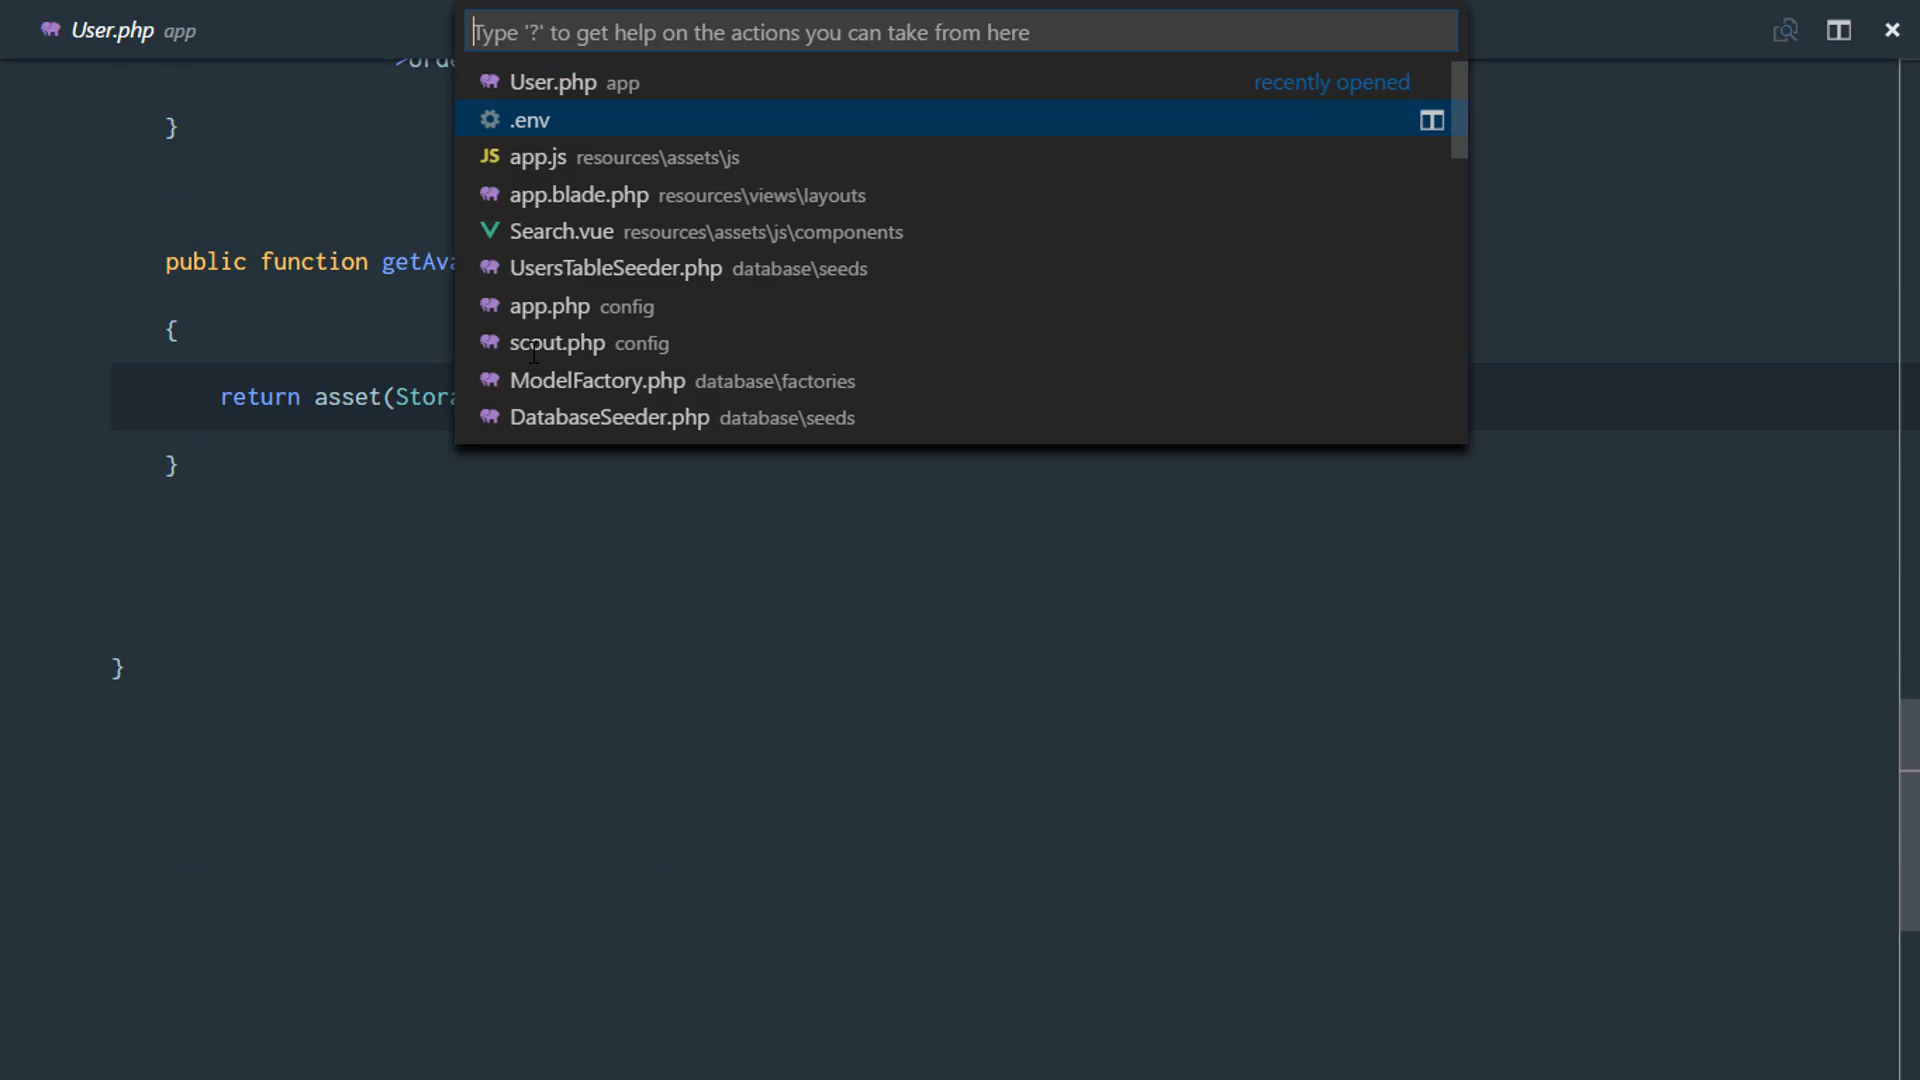 User.php app
Type '?' to get help on the actions you can take from here
User.php app recently opened
.env
JS app.js resources\assets\js
app.blade.php resources\views\layouts
Search.vue resources\assets\js\components
UsersTableSeeder.php database\seeds
app.php config
scout.php config
ModelFactory.php database\factories
DatabaseSeeder.php database\seeds
}
public function getAva
{
return asset(Stora
}
}